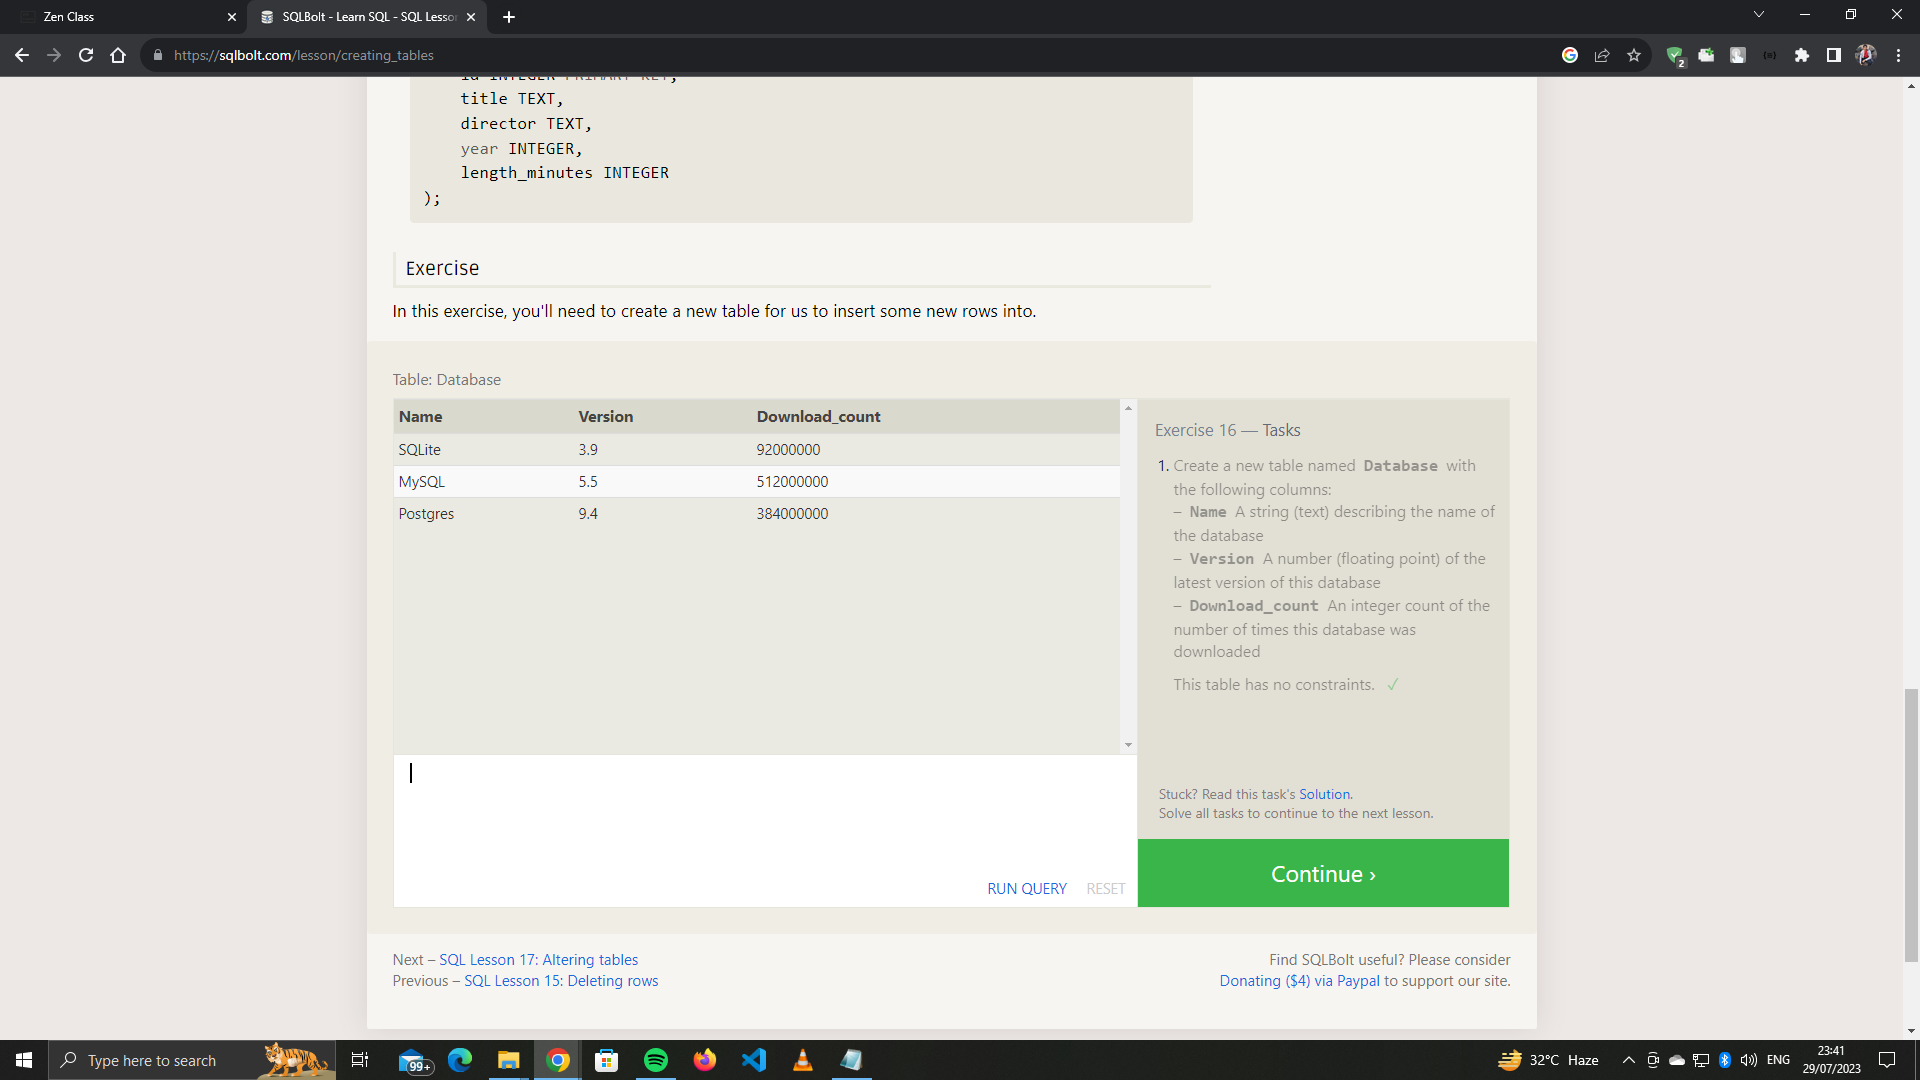 Zen Class
SQLBolt - Learn SQL - SQL Lesson
https://sqlbolt.com/lesson/creating_tables
2
id INTEGER PRIMARY KEY,
title TEXT,
director TEXT,
year INTEGER,
length_minutes INTEGER
);
Exercise
In this exercise, you'll need to create a new table for us to insert some new rows into.
Table: Database
Name Version Download_count
SQLite 3.9 92000000
MySQL 5.5 512000000
Postgres 9.4 384000000
Exercise 16 — Tasks
1. Create a new table named Database with
the following columns:
– Name A string (text) describing the name of
the database
– Version A number (floating point) of the
latest version of this database
– Download_count An integer count of the
number of times this database was
downloaded
This table has no constraints. ✓
Stuck? Read this task's Solution.
Solve all tasks to continue to the next lesson.
RUN QUERY RESET
Continue ›
Next – SQL Lesson 17: Altering tables
Previous – SQL Lesson 15: Deleting rows
Find SQLBolt useful? Please consider
Donating ($4) via Paypal to support our site.
Type here to search
99+
32°C Haze
ENG
23:41
29/07/2023